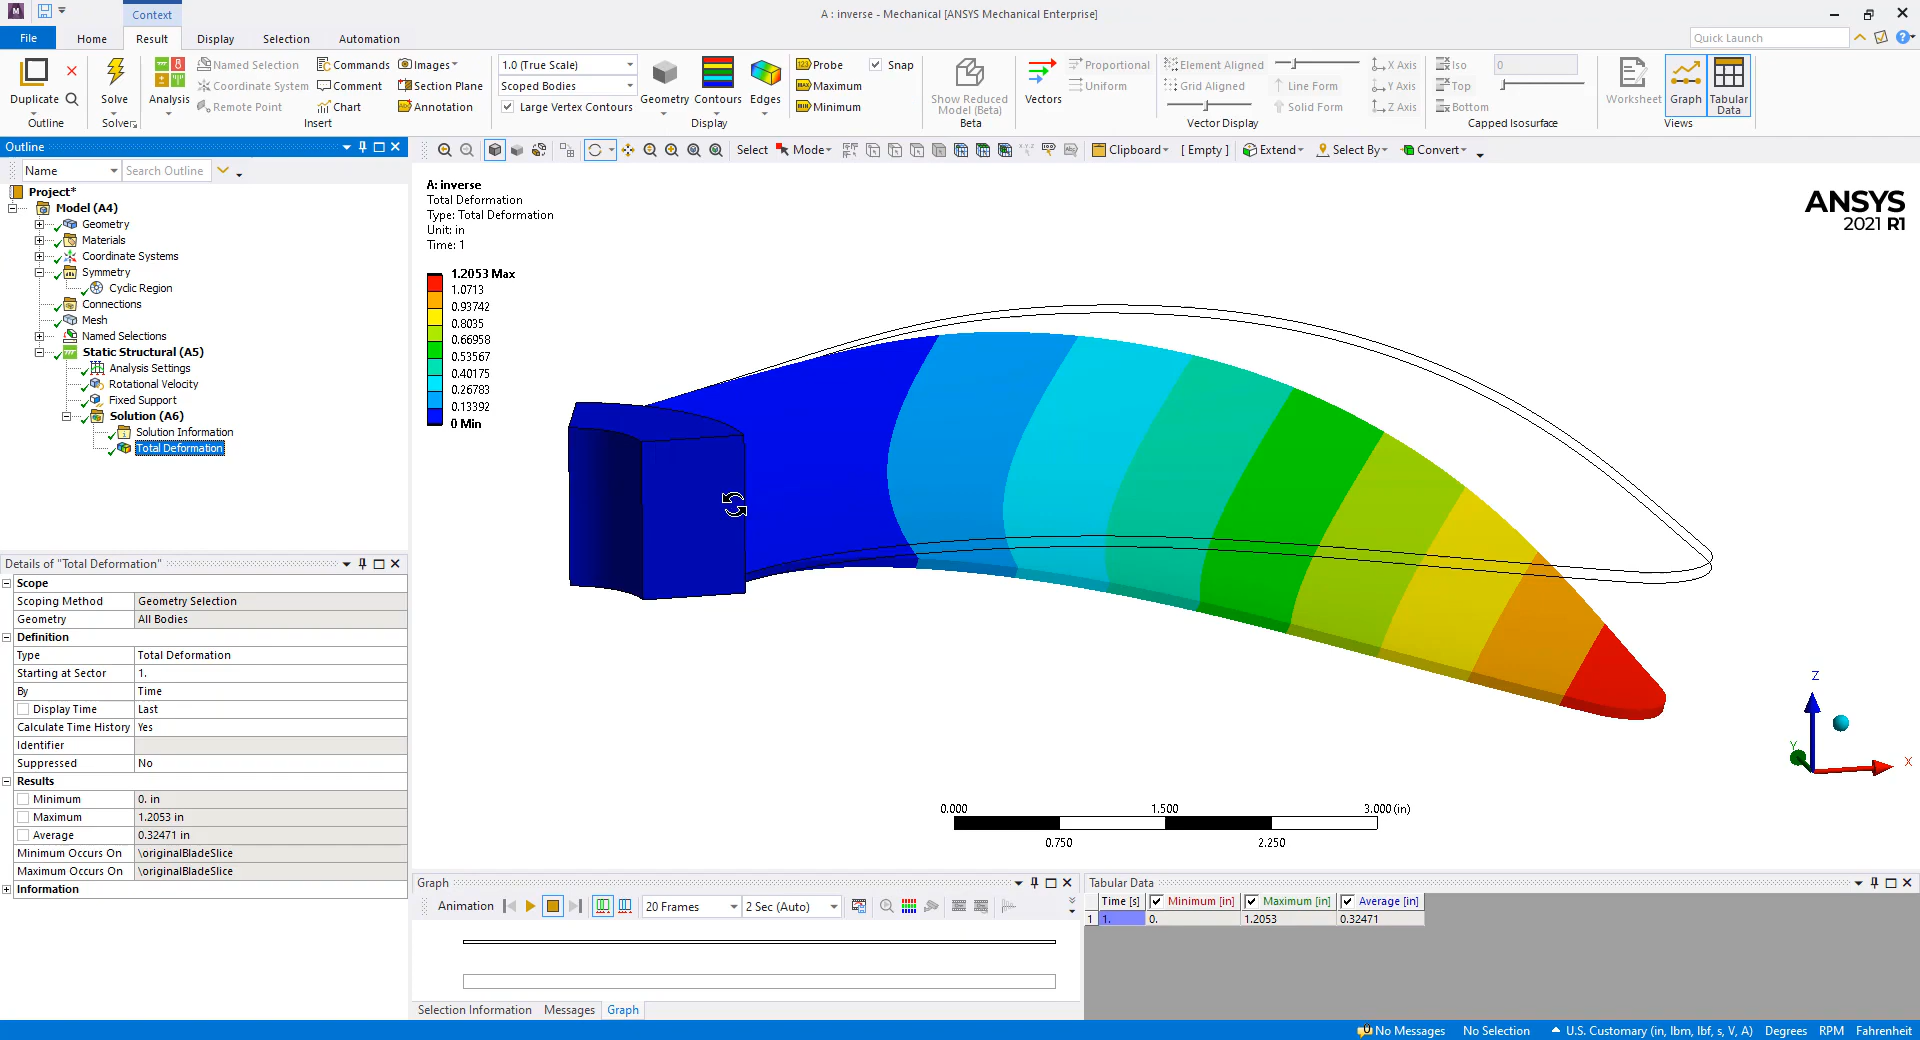 Context
A : inverse - Mechanical [ANSYS Mechanical Enterprise]
File Home Result Display Selection Automation
Quick Launch
Duplicate
Outline
Solve
Solver
Analysis
Named Selection
Coordinate System
Remote Point
Commands
Comment
Chart
Images
Section Plane
Annotation
Insert
1.0 (True Scale)
Scoped Bodies
Large Vertex Contours
Geometry
Contours
Edges
Display
Probe
Maximum
Minimum
Snap
Show Reduced
Model (Beta)
Beta
Vectors
Proportional
Uniform
Element Aligned
Grid Aligned
Line Form
Solid Form
X Axis
Y Axis
Z Axis
Vector Display
Iso
Top
Bottom
0
Capped Isosurface
Worksheet
Graph
Tabular
Data
Views
Outline
Name Search Outline
Select Mode Clipboard [ Empty ] Extend Select By Convert
Project*
Model (A4)
Geometry
Materials
Coordinate Systems
Symmetry
Cyclic Region
Connections
Mesh
Named Selections
Static Structural (A5)
Analysis Settings
Rotational Velocity
Fixed Support
Solution (A6)
Solution Information
Total Deformation
Details of "Total Deformation"
Scope
Scoping Method Geometry Selection
Geometry All Bodies
Definition
Type Total Deformation
Starting at Sector 1.
By Time
Display Time Last
Calculate Time History Yes
Identifier
Suppressed No
Results
Minimum 0. in
Maximum 1.2053 in
Average 0.32471 in
Minimum Occurs On \originalBladeSlice
Maximum Occurs On \originalBladeSlice
Information
A: inverse
Total Deformation
Type: Total Deformation
Unit: in
Time: 1
1.2053 Max
1.0713
0.93742
0.8035
0.66958
0.53567
0.40175
0.26783
0.13392
0 Min
ANSYS
2021 R1
Z
Y
X
0.000 1.500 3.000 (in)
0.750 2.250
Graph
Animation 20 Frames 2 Sec (Auto)
Selection Information Messages Graph
Tabular Data
Time [s] Minimum [in] Maximum [in] Average [in]
1 1. 0. 1.2053 0.32471
No Messages No Selection U.S. Customary (in, lbm, lbf, s, V, A) Degrees RPM Fahrenheit